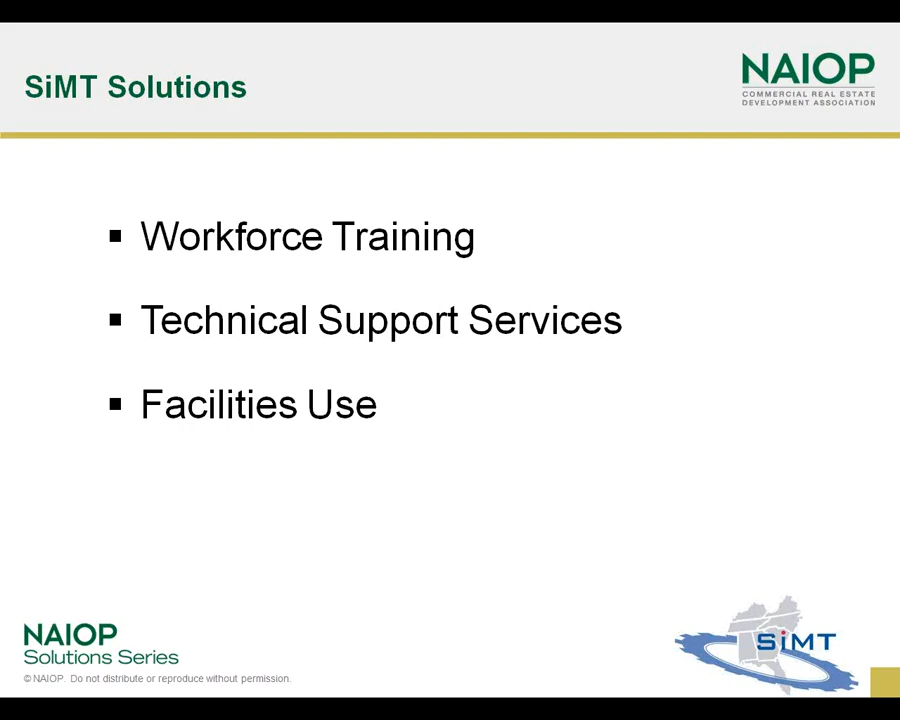 SiMT Solutions
NAIOP
COMMERCIAL REAL ESTATE
DEVELOPMENT ASSOCIATION
▪ Workforce Training
▪ Technical Support Services
▪ Facilities Use
NAIOP
Solutions Series
© NAIOP. Do not distribute or reproduce without permission.
SiMT